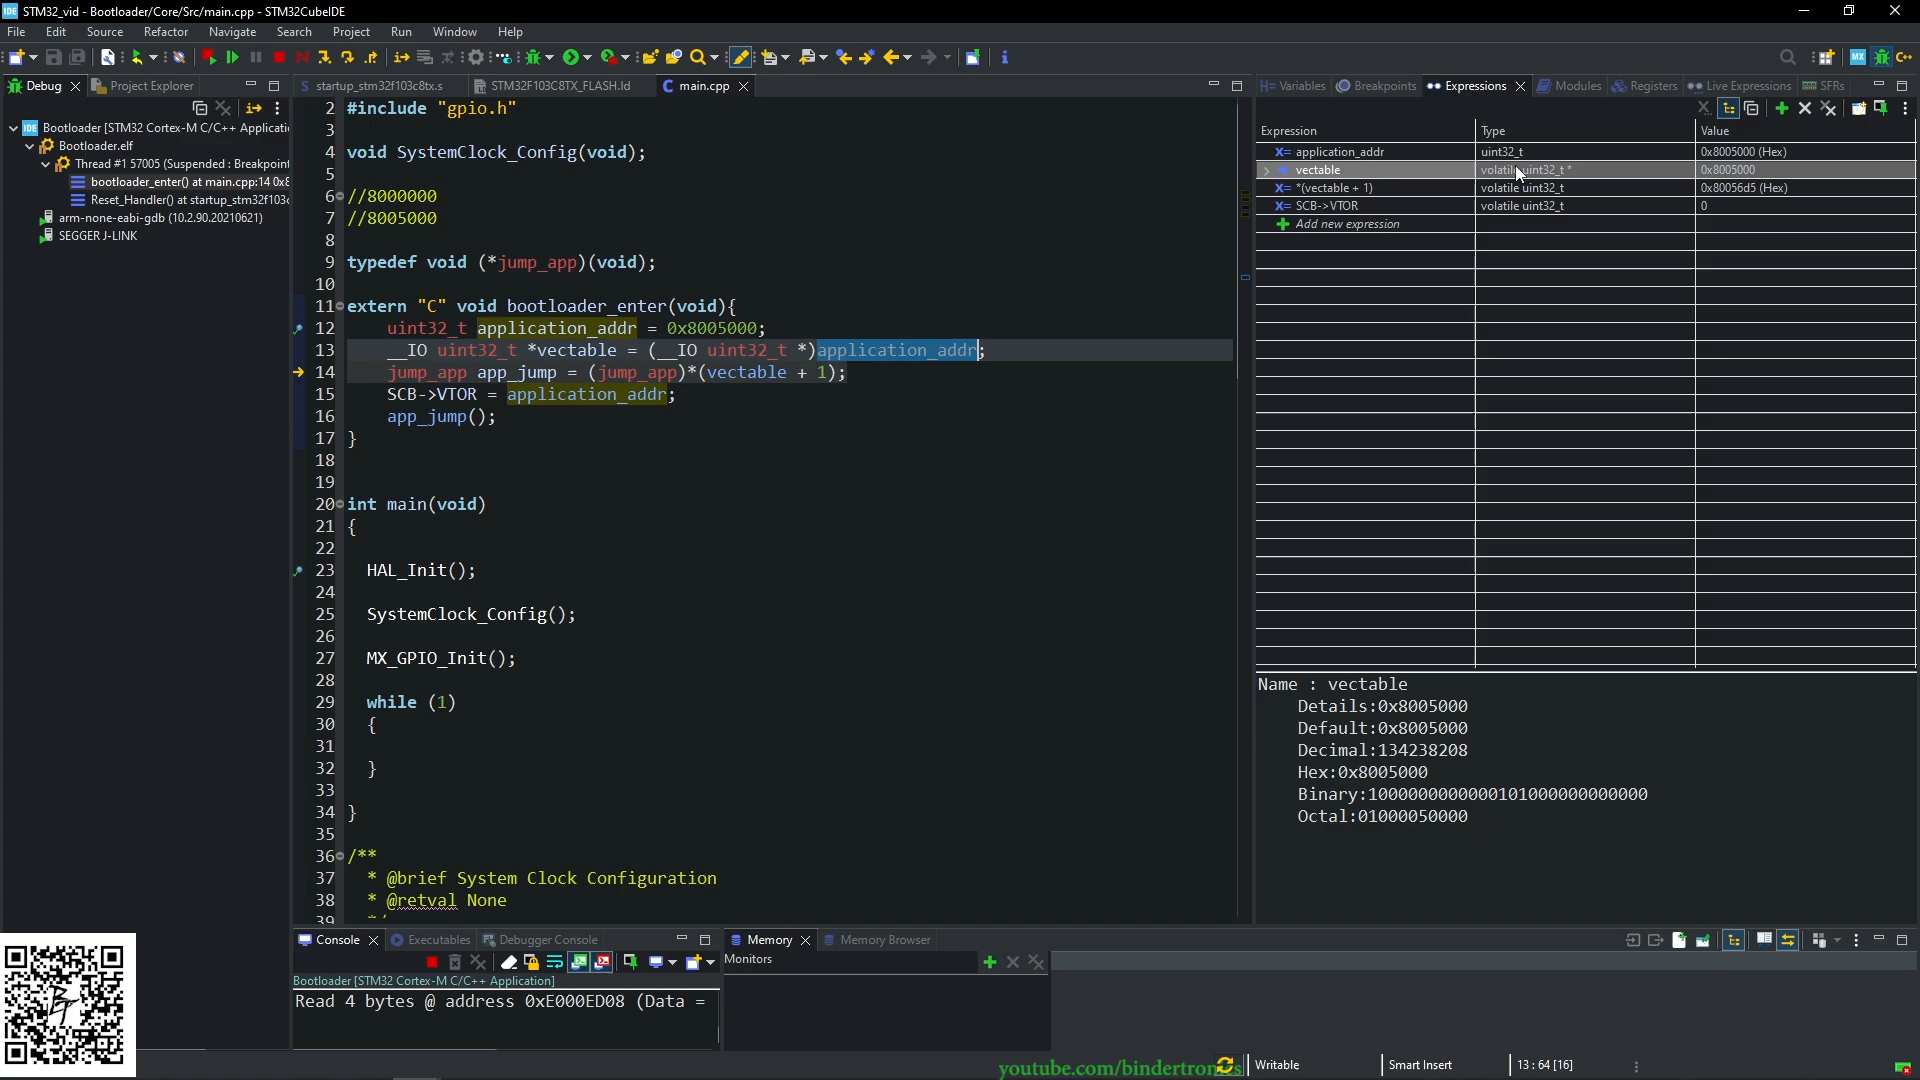 STM32_vid - Bootloader/Core/Src/main.cpp - STM32CubeIDE
File Edit Source Refactor Navigate Search Project Run Window Help
Debug Project Explorer
Bootloader [STM32 Cortex-M C/C++ Applicati
Bootloader.elf
Thread #1 57005 (Suspended : Breakpoint
bootloader_enter() at main.cpp:14 0x8
Reset_Handler() at startup_stm32f103c
arm-none-eabi-gdb (10.2.90.20210621)
SEGGER J-LINK
startup_stm32f103c8tx.s STM32F103C8TX_FLASH.ld main.cpp
2 #include "gpio.h"
3
4 void SystemClock_Config(void);
5
6 //8000000
7 //8005000
8
9 typedef void (*jump_app)(void);
10
11 extern "C" void bootloader_enter(void){
12 uint32_t application_addr = 0x8005000;
13 __IO uint32_t *vectable = (__IO uint32_t *)application_addr;
14 jump_app app_jump = (jump_app)*(vectable + 1);
15 SCB->VTOR = application_addr;
16 app_jump();
17 }
18
19
20 int main(void)
21 {
22
23 HAL_Init();
24
25 SystemClock_Config();
26
27 MX_GPIO_Init();
28
29 while (1)
30 {
31
32 }
33
34 }
35
36 /**
37 * @brief System Clock Configuration
38 * @retval None
39 */
Variables Breakpoints Expressions Modules Registers Live Expressions SFRs
Expression Type Value
application_addr uint32_t 0x8005000 (Hex)
vectable volatile uint32_t * 0x8005000
*(vectable + 1) volatile uint32_t 0x80056d5 (Hex)
SCB->VTOR volatile uint32_t 0
Add new expression
Name : vectable
Details:0x8005000
Default:0x8005000
Decimal:134238208
Hex:0x8005000
Binary:1000000000000101000000000000
Octal:01000050000
Console Executables Debugger Console
Bootloader [STM32 Cortex-M C/C++ Application]
Read 4 bytes @ address 0xE000ED08 (Data =
Memory Memory Browser
Monitors
Writable Smart Insert 13 : 64 [16]